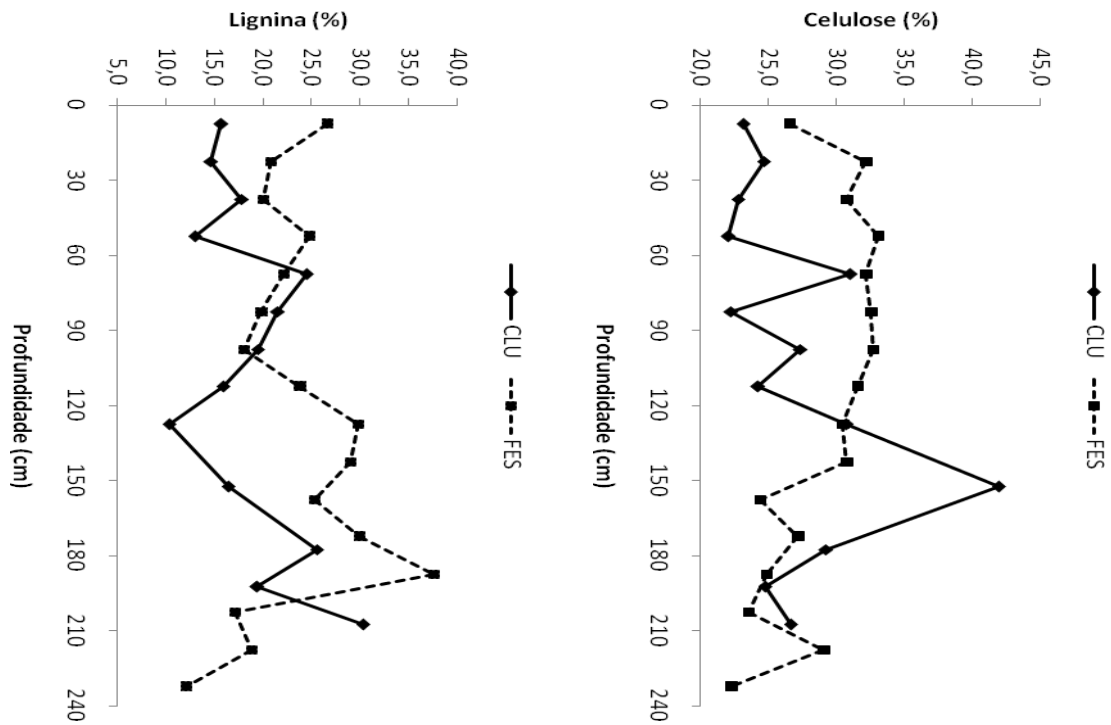 Lignina (%)
5,0 10,0 15,0 20,0 25,0 30,0 35,0 40,0
0
30
60
90
120
150
180
210
240
Profundidade (cm)
CLU FES
Celulose (%)
20,0 25,0 30,0 35,0 40,0 45,0
0
30
60
90
120
150
180
210
240
Profundidade (cm)
CLU FES